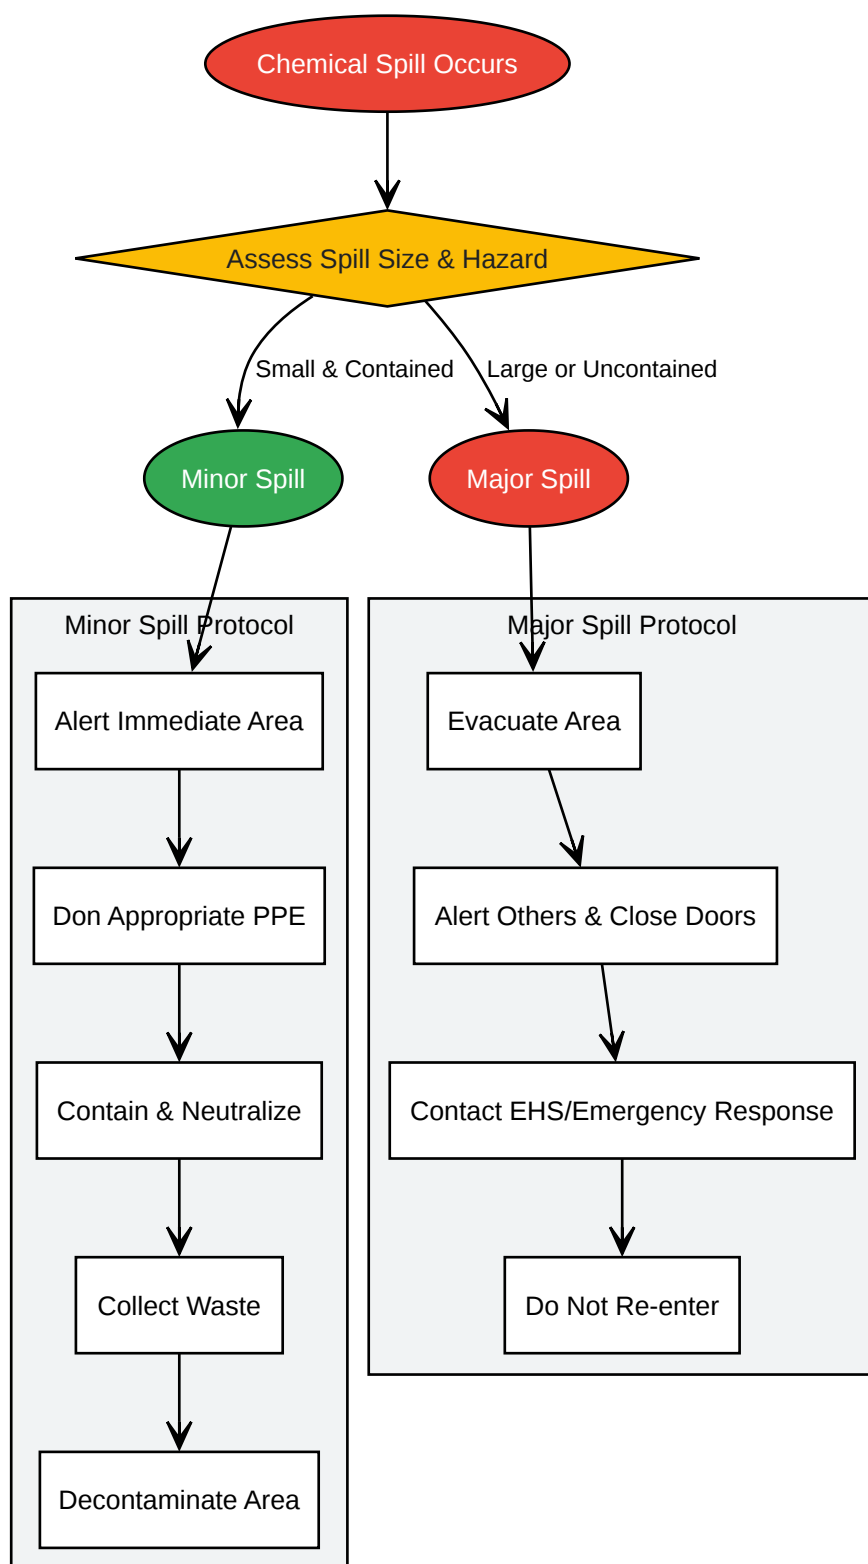 Chemical Spill Occurs
Assess Spill Size & Hazard
Small & Contained
Large or Uncontained
Minor Spill
Major Spill
Minor Spill Protocol
Alert Immediate Area
Don Appropriate PPE
Contain & Neutralize
Collect Waste
Decontaminate Area
Major Spill Protocol
Evacuate Area
Alert Others & Close Doors
Contact EHS/Emergency Response
Do Not Re-enter